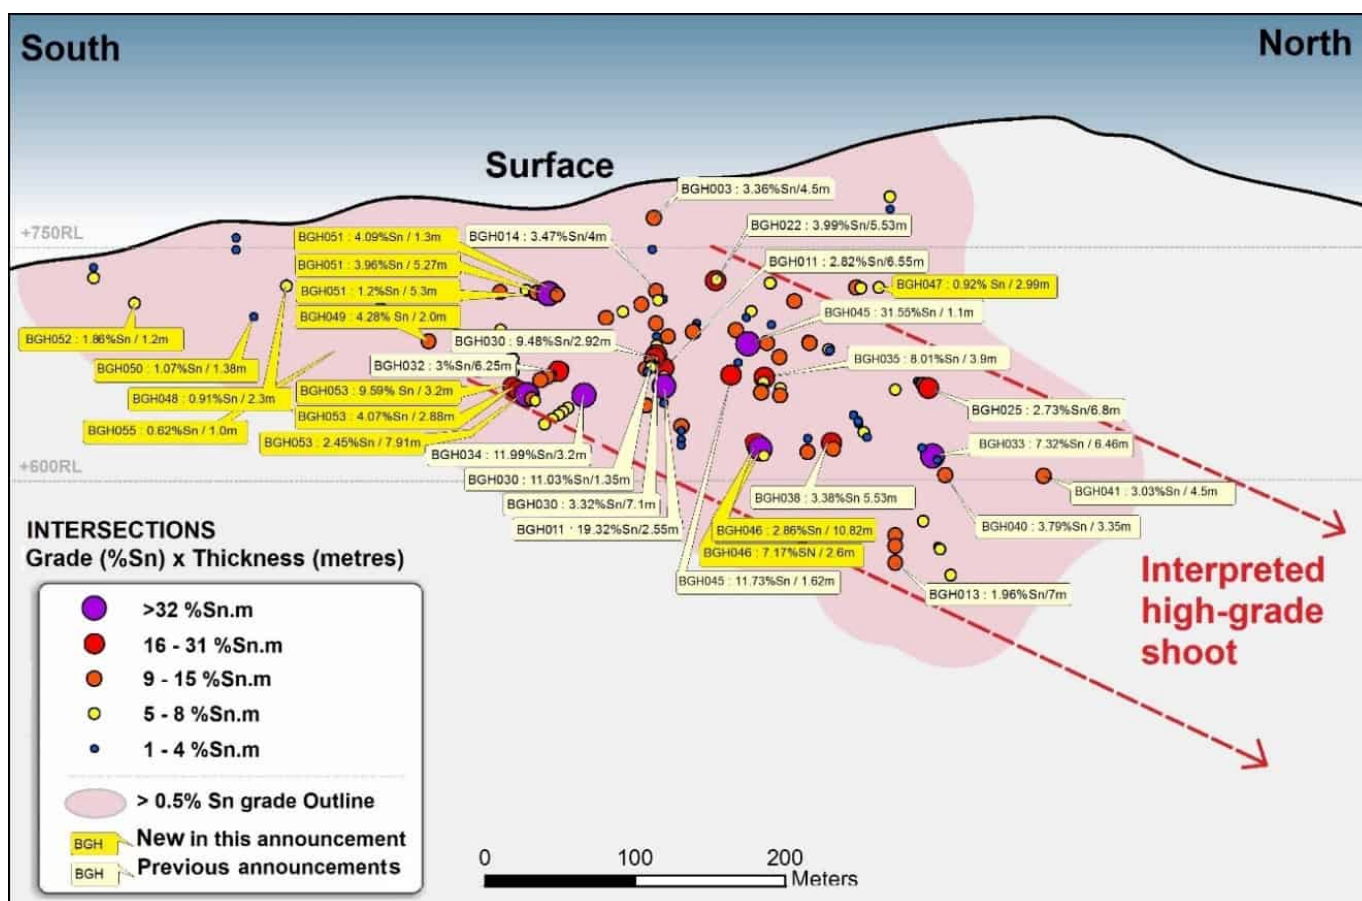 South
North
Surface
BGH003 : 3.36%Sn/4.5m
BGH022 : 3.99%Sn/5.53m
+750RL
BGH051 : 4.09%Sn / 1.3m
BGH014 : 3.47%Sn/4m
BGH011 : 2.82%Sn/6.55m
BGH051 : 3.96%Sn / 5.27m
BGH051 : 1.2%Sn / 5.3m
BGH047 : 0.92% Sn / 2.99m
BGH049 : 4.28% Sn / 2.0m
BGH045 : 31.55% Sn / 1.1m
BGH052 : 1.86%Sn / 1.2m
BGH030 : 9.48%Sn/2.92m
BGH035 : 8.01%Sn / 3.9m
BGH050 : 1.07%Sn / 1.38m
BGH032 : 3%Sn/6.25m
BGH048 : 0.91%Sn / 2.3m
BGH053 : 9.59%Sn / 3.2m
BGH053 : 4.07%Sn / 2.88m
BGH025 : 2.73%Sn/6.8m
BGH055 : 0.62%Sn / 1.0m
BGH053 : 2.45%Sn / 7.91m
BGH034 : 11.99%Sn/3.2m
BGH033 : 7.32%Sn / 6.46m
+600RL
BGH030 : 11.03%Sn/1.35m
BGH041 : 3.03%Sn / 4.5m
BGH030 : 3.32%Sn/7.1m
BGH038 : 3.38%Sn 5.53m
BGH011 : 19.32%Sn/2.55m
BGH046 : 2.86%Sn / 10.82m
BGH040 : 3.79%Sn / 3.35m
BGH046 : 7.17%SN / 2.6m
BGH045 : 11.73%Sn / 1.62m
BGH013 : 1.96%Sn/7m
Interpreted
high-grade
shoot
INTERSECTIONS
Grade (%Sn) x Thickness (metres)
>32 %Sn.m
16 - 31 %Sn.m
9 - 15 %Sn.m
5 - 8 %Sn.m
1 - 4 %Sn.m
> 0.5% Sn grade Outline
BGH New in this announcement
BGH Previous announcements
0 100 200
Meters